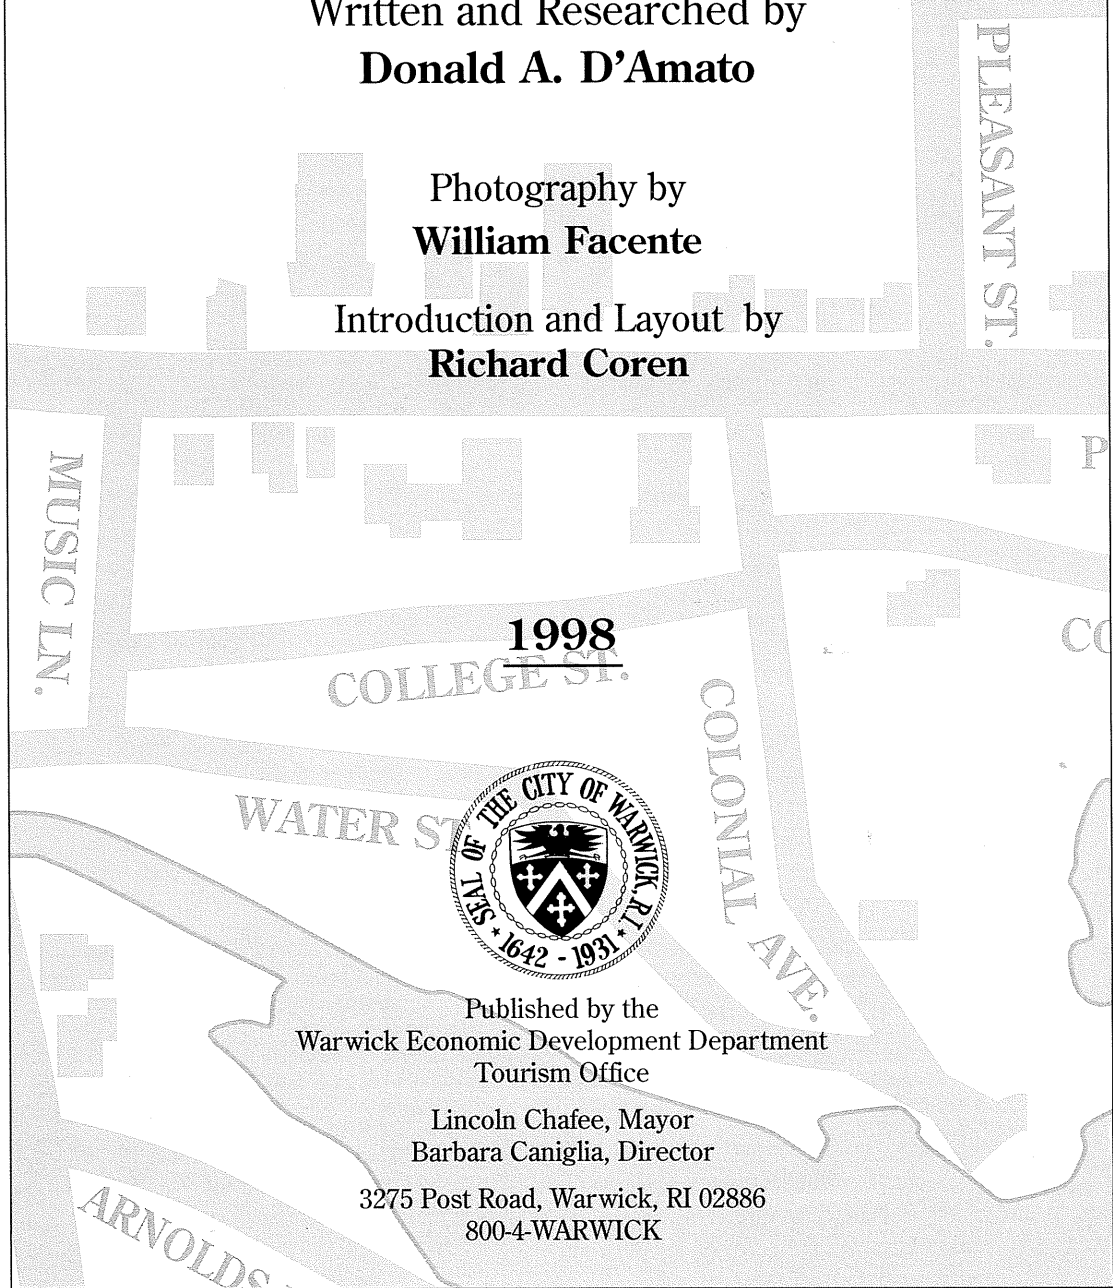 Written and Researched by
Donald A. D'Amato
PLEASANT ST.
Photography by
William Facente
Introduction and Layout by
Richard Coren
MUSIC LN.
P
1998
CO
COLLEGE ST.
COLONIAL AVE.
WATER ST
SEAL OF THE CITY OF WARWICK, R.I.
* 1642 - 1931 *
Published by the
Warwick Economic Development Department
Tourism Office
Lincoln Chafee, Mayor
Barbara Caniglia, Director
3275 Post Road, Warwick, RI 02886
800-4-WARWICK
ARNOLDS